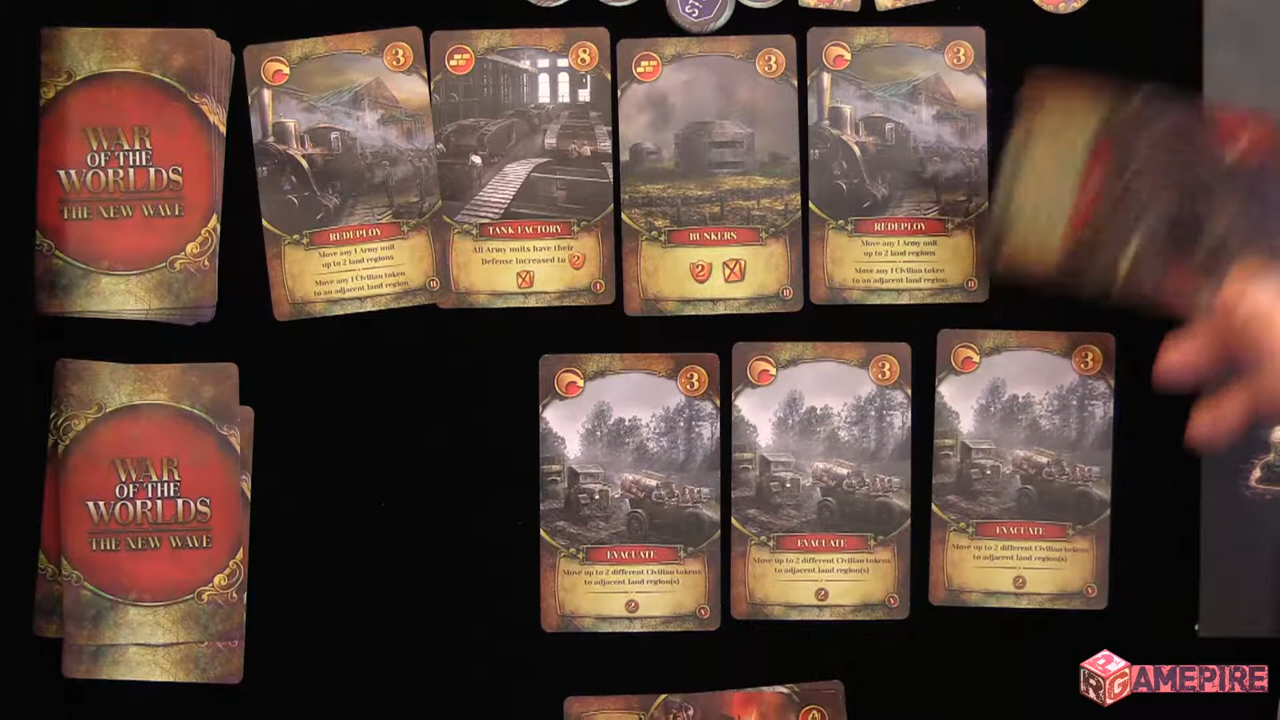 WAR
OF THE
WORLDS
THE NEW WAVE
3
REDEPLOY
Move any 1 Army unit
up to 2 land regions
Move any 1 Civilian token
to an adjacent land region
II
8
TANK FACTORY
All Army units have their
Defense increased to 2
I
3
BUNKERS
2
II
3
REDEPLOY
Move any 1 Army unit
up to 2 land regions
Move any 1 Civilian token
to an adjacent land region
II
WAR
OF THE
WORLDS
THE NEW WAVE
3
EVACUATE
Move up to 2 different Civilian tokens
to adjacent land region(s)
2
V
3
EVACUATE
Move up to 2 different Civilian tokens
to adjacent land region(s)
2
V
3
EVACUATE
Move up to 2 different Civilian tokens
to adjacent land region(s)
2
V
GAMEPIRE